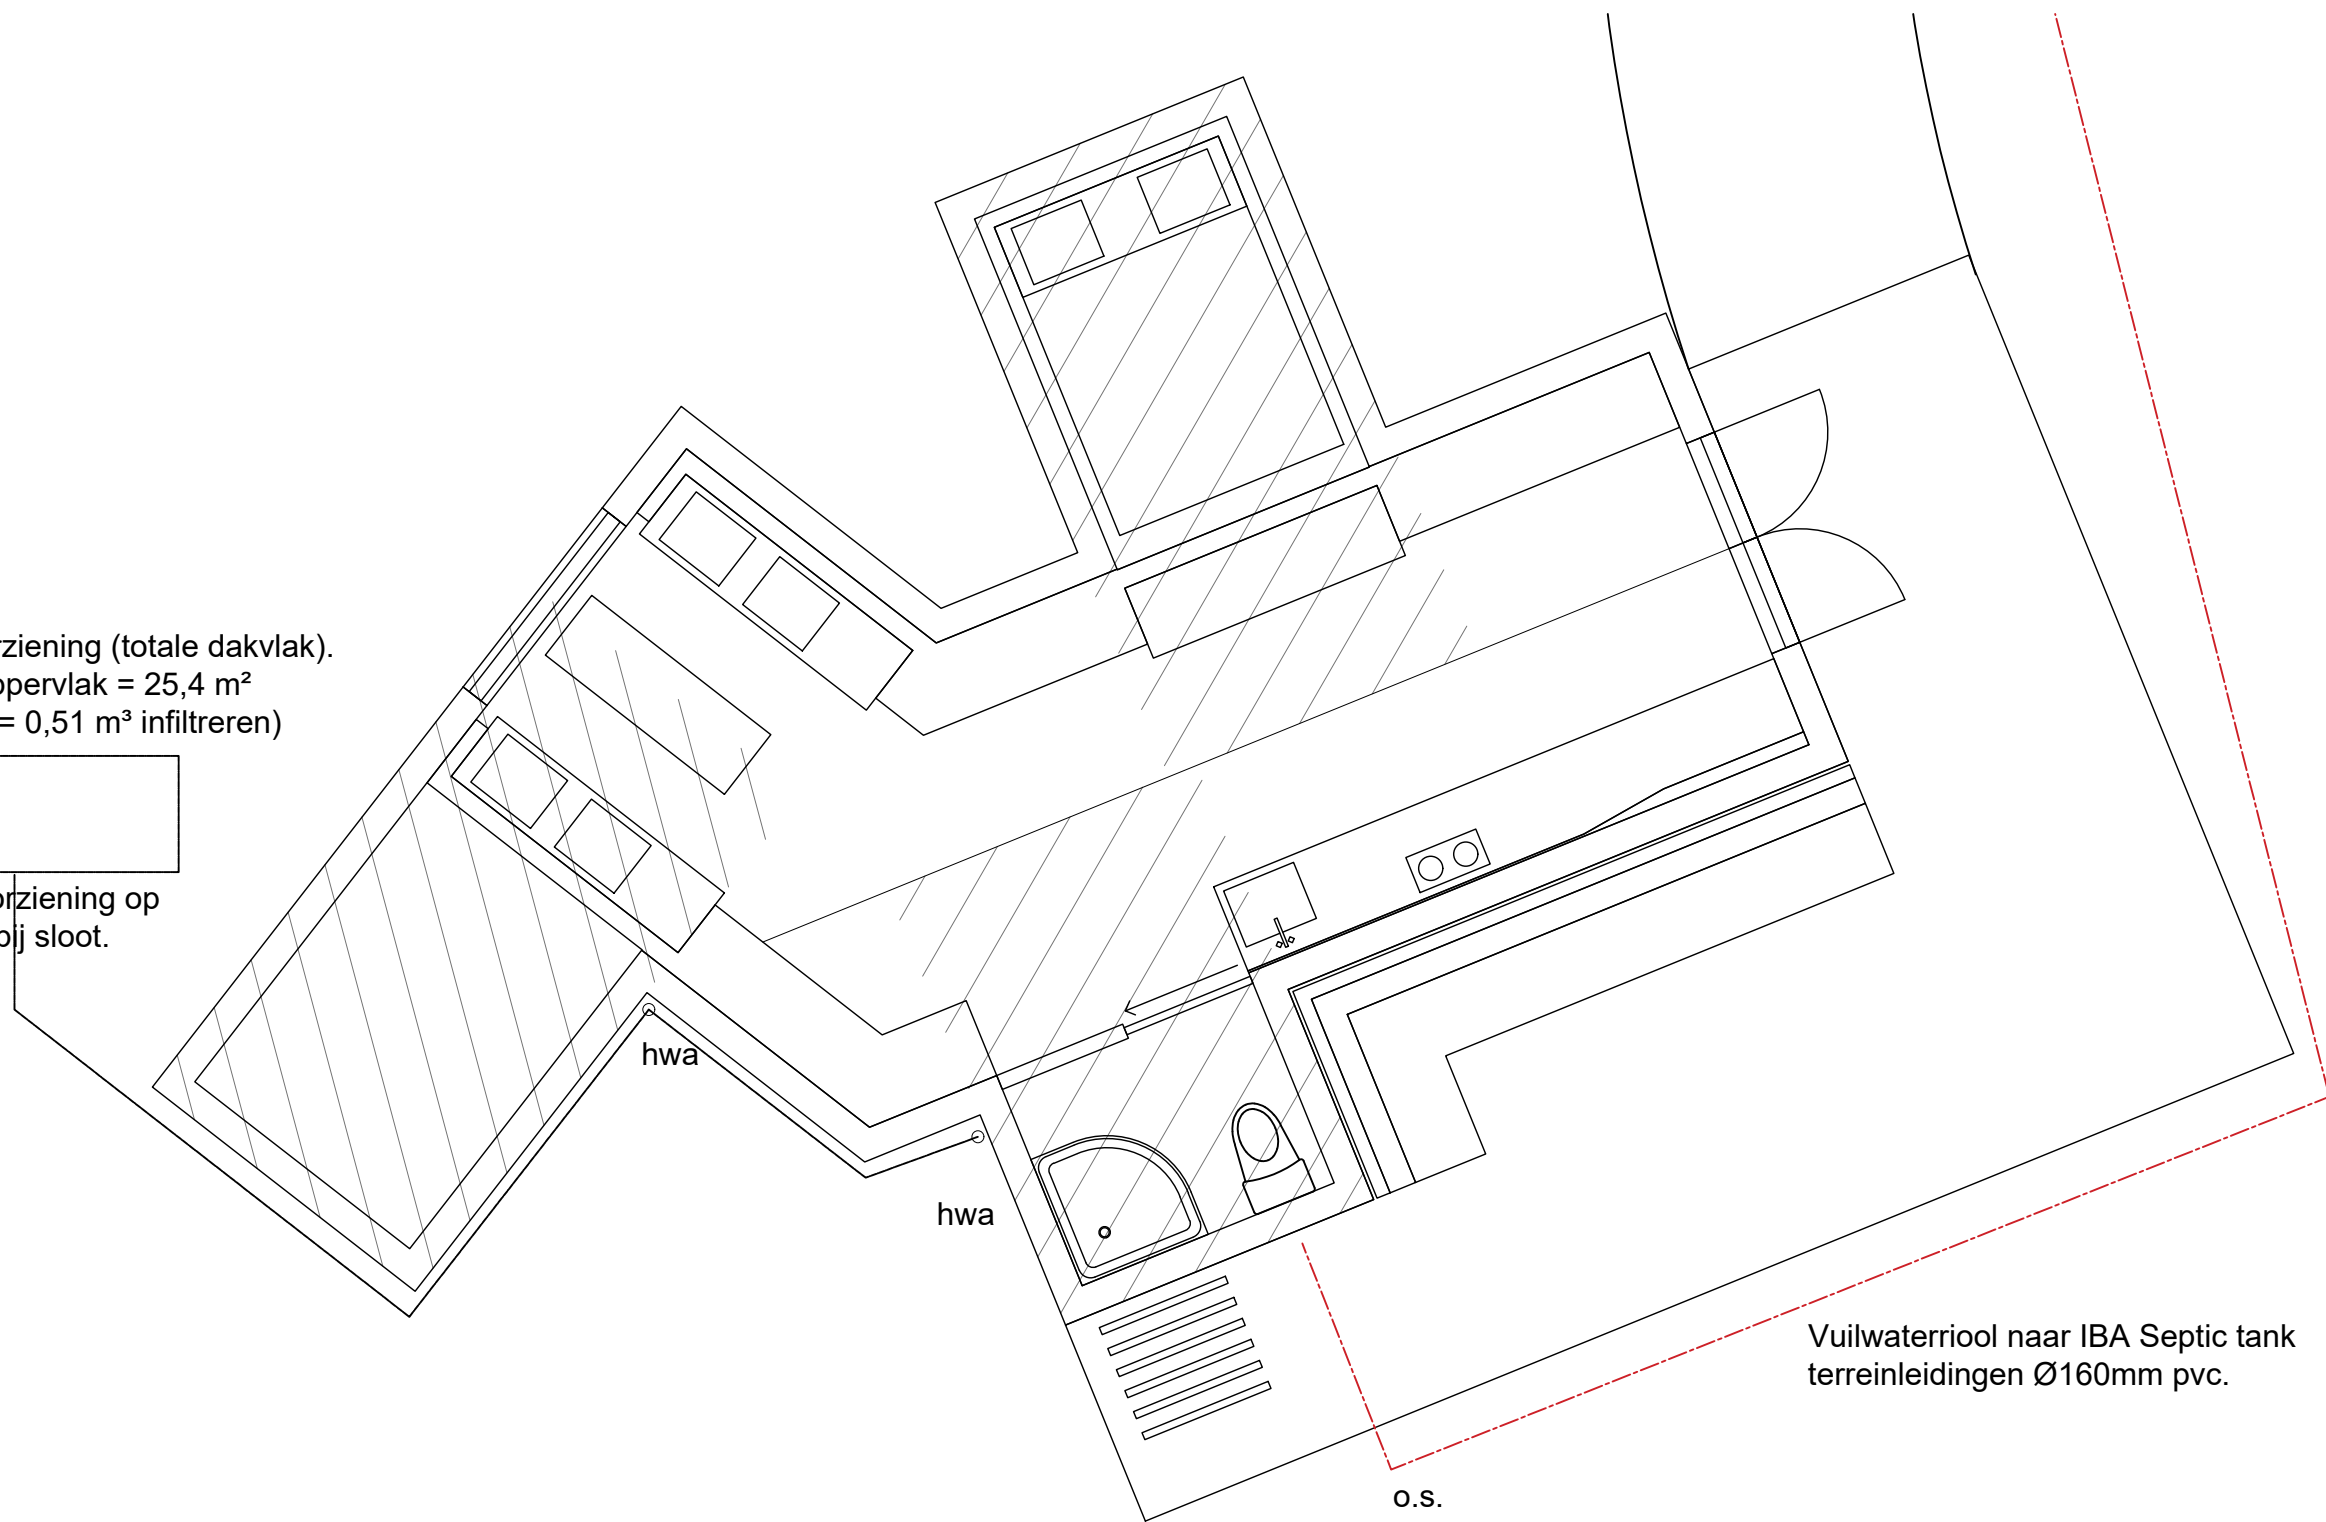 rziening (totale dakvlak).
oppervlak = 25,4 m²
= 0,51 m³ infiltreren)
orziening op
bij sloot.
hwa
hwa
Vuilwaterriool naar IBA Septic tank
terreinleidingen Ø160mm pvc.
o.s.